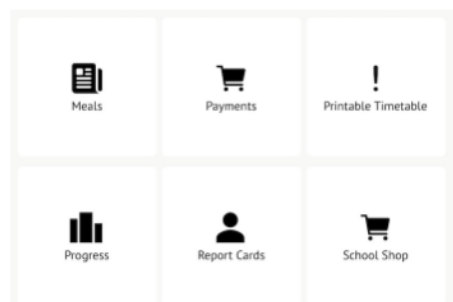 Meals
Payments
Printable Timetable
Progress
Report Cards
School Shop